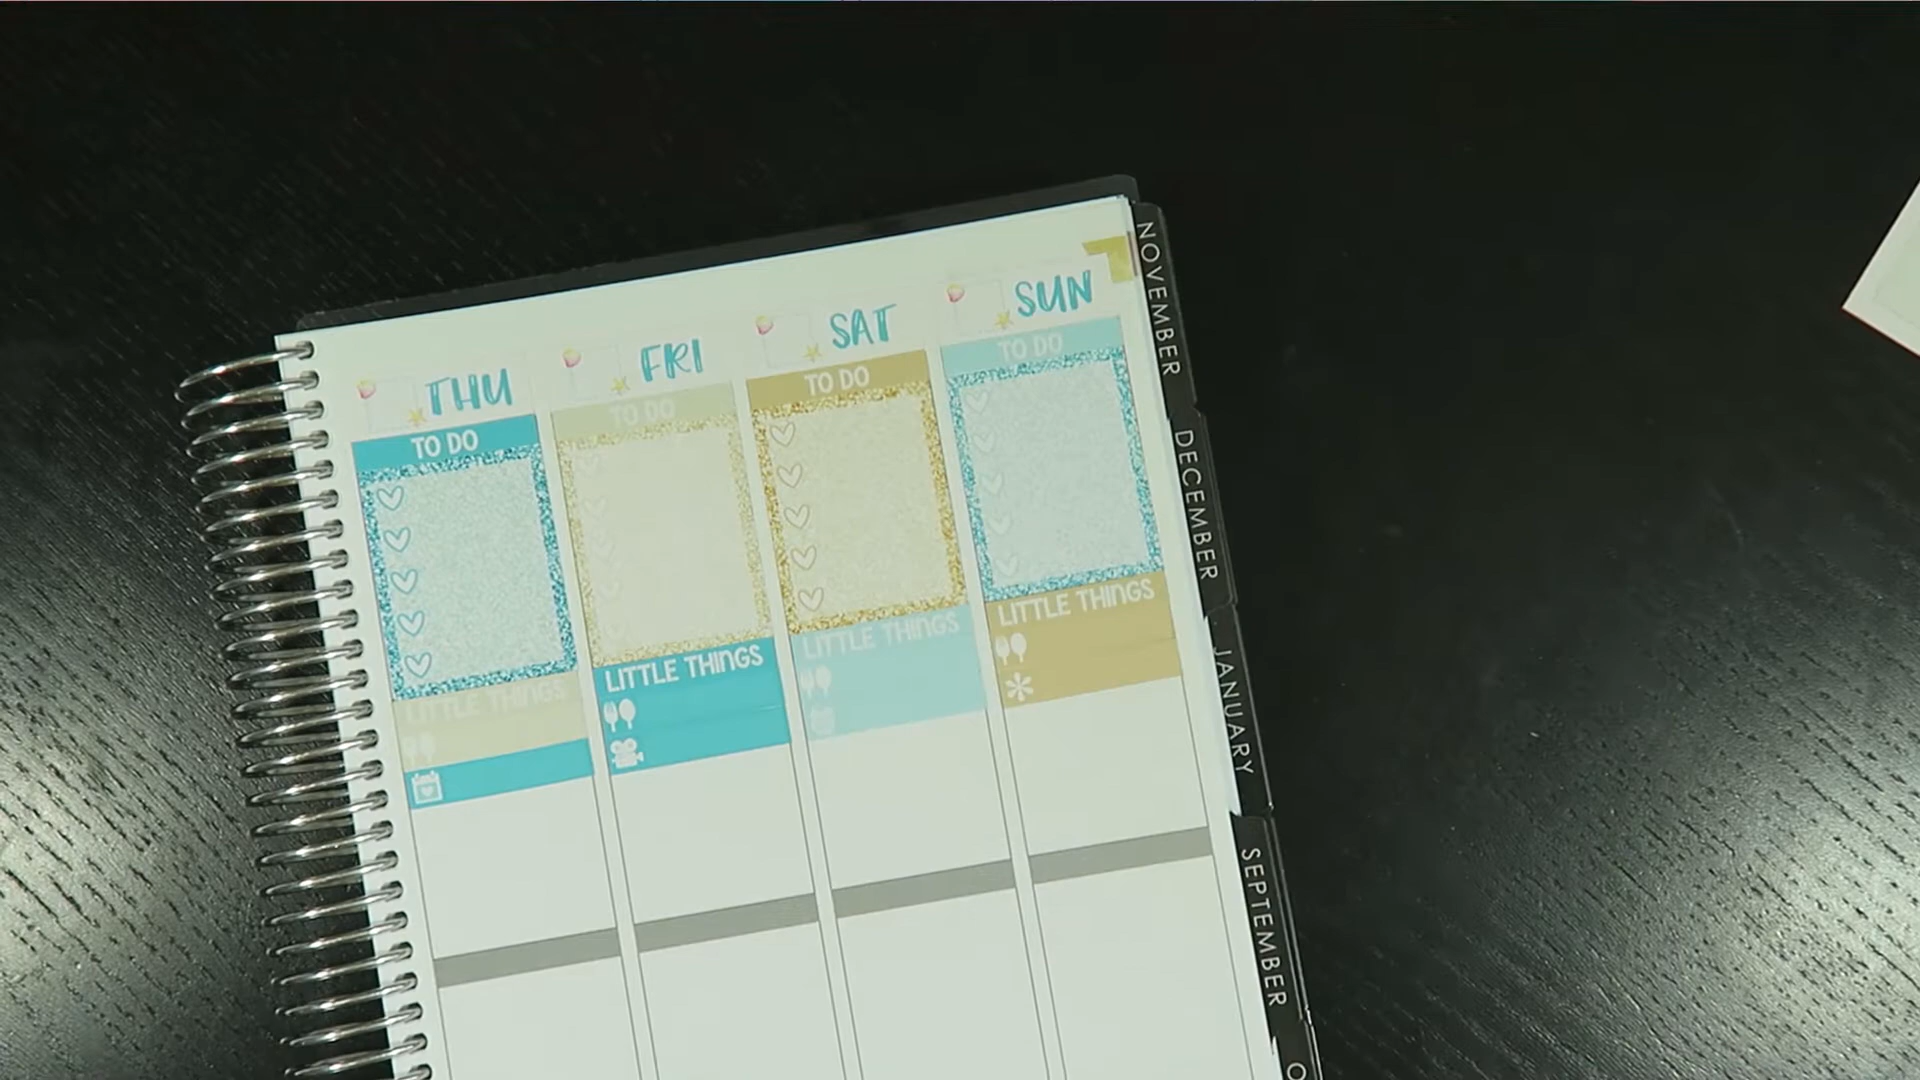 THU
FRI
SAT
SUN
TO DO
TO DO
TO DO
TO DO
LITTLE THINGS
LITTLE THINGS
LITTLE THINGS
LITTLE THINGS
NOVEMBER
DECEMBER
JANUARY
SEPTEMBER
O